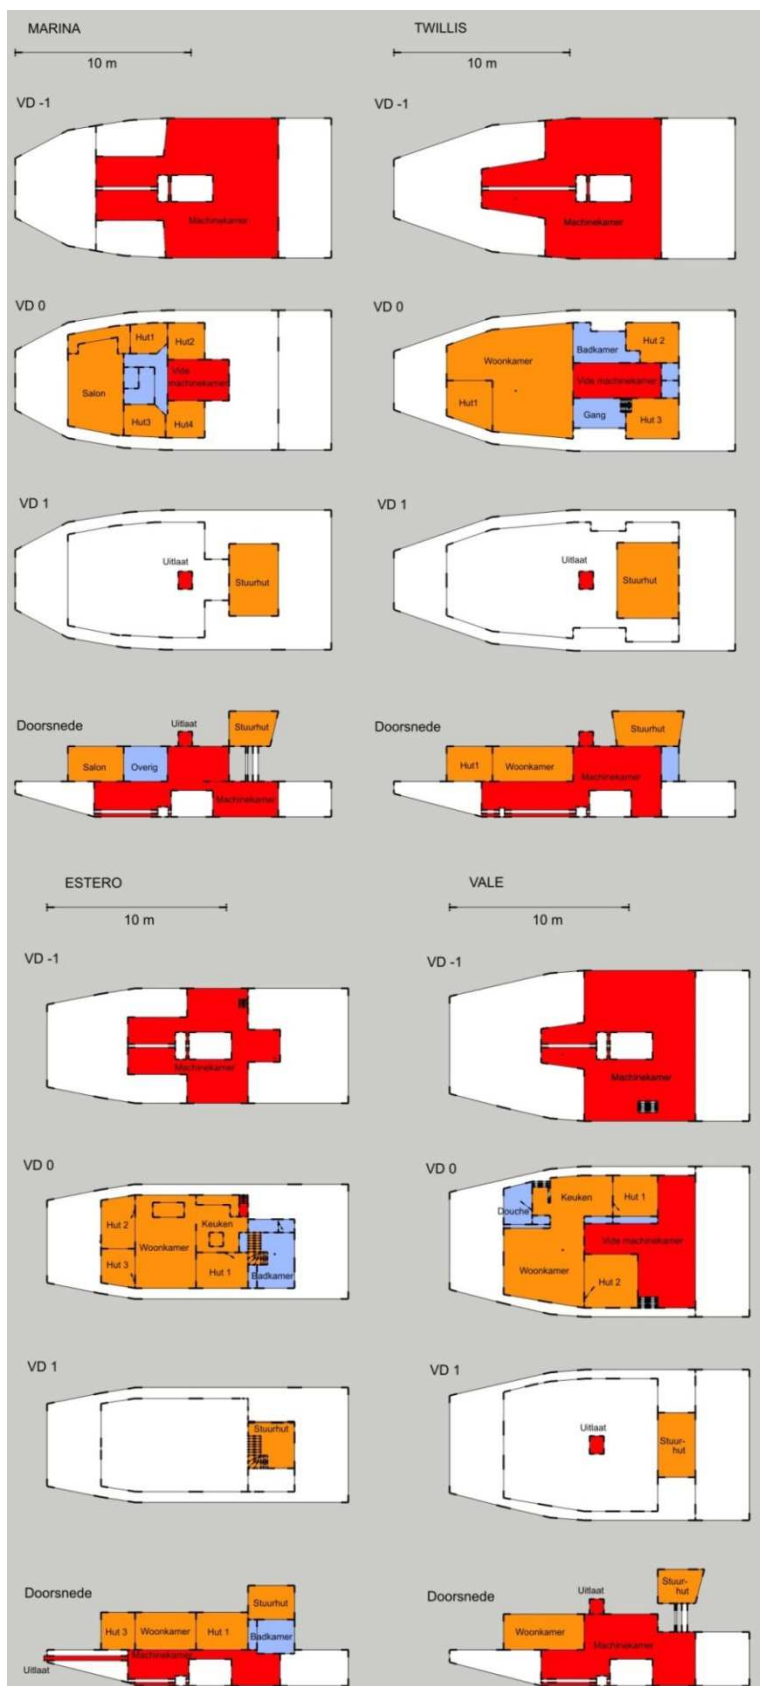 MARINA
10 m
VD -1
Machinekamer
VD 0
Hut1
Hut2
Salon
Vide
machinekamer
Hut3
Hut4
VD 1
Uitlaat
Stuurhut
Doorsnede
Uitlaat
Stuurhut
Salon
Overig
Machinekamer
TWILLIS
10 m
VD -1
Machinekamer
VD 0
Woonkamer
Badkamer
Hut 2
Vide machinekamer
Hut1
Gang
Hut 3
VD 1
Uitlaat
Stuurhut
Doorsnede
Stuurhut
Hut1
Woonkamer
Machinekamer
ESTERO
10 m
VD -1
Machinekamer
VD 0
Hut 2
Keuken
Woonkamer
Hut 3
Hut 1
Badkamer
VD 1
Stuurhut
Doorsnede
Stuurhut
Hut 3
Woonkamer
Hut 1
Badkamer
Machinekamer
Uitlaat
VALE
10 m
VD -1
Machinekamer
VD 0
Keuken
Hut 1
Douche
Vide machinekamer
Woonkamer
Hut 2
VD 1
Uitlaat
Stuur-
hut
Doorsnede
Stuur-
hut
Uitlaat
Woonkamer
Machinekamer